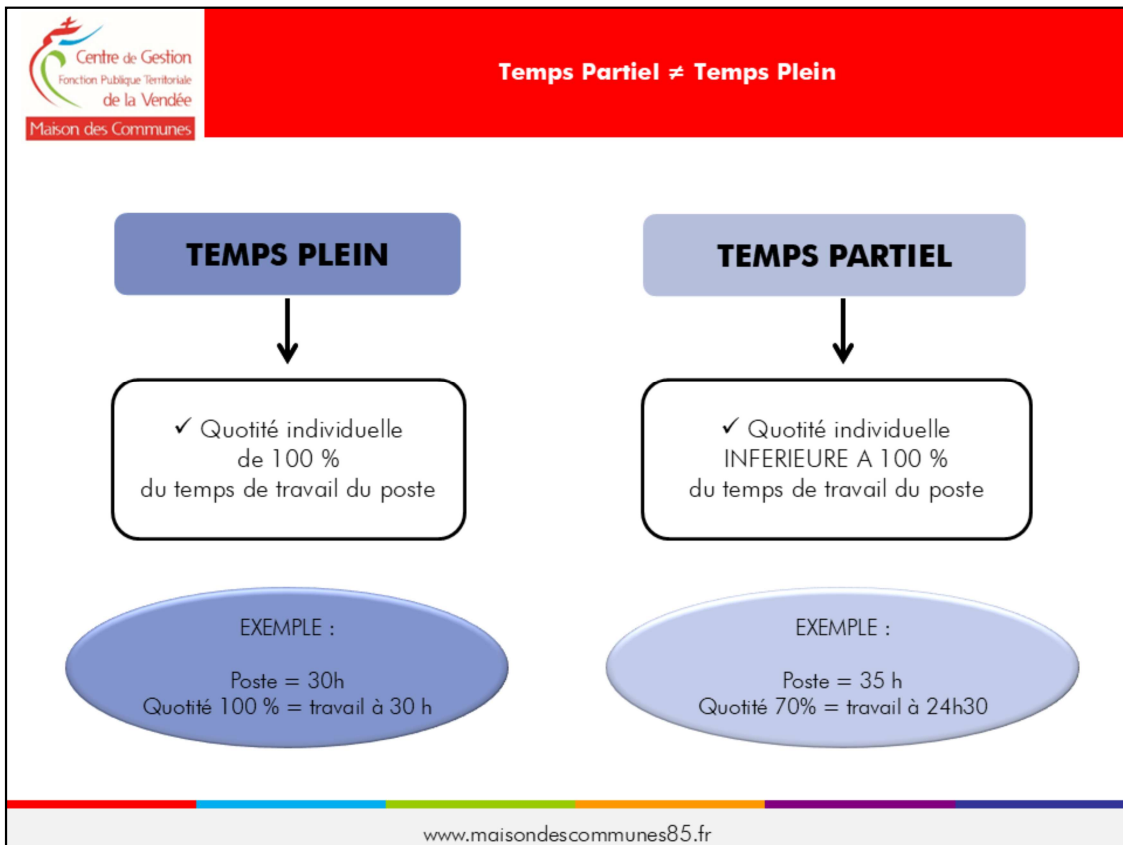 Centre de Gestion
Fonction Publique Territoriale
de la Vendée
Maison des Communes
Temps Partiel ≠ Temps Plein
TEMPS PLEIN
✓ Quotité individuelle
de 100 %
du temps de travail du poste
EXEMPLE :
Poste = 30h
Quotité 100 % = travail à 30 h
TEMPS PARTIEL
✓ Quotité individuelle
INFERIEURE A 100 %
du temps de travail du poste
EXEMPLE :
Poste = 35 h
Quotité 70% = travail à 24h30
www.maisondescommunes85.fr